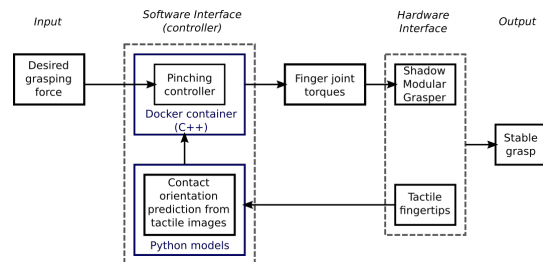 Input
Software Interface
(controller)
Hardware
Interface
Output
Desired
grasping
force
Pinching
controller
Docker container
(C++)
Finger joint
torques
Shadow
Modular
Grasper
Stable
grasp
Contact
orientation
prediction from
tactile images
Python models
Tactile
fingertips